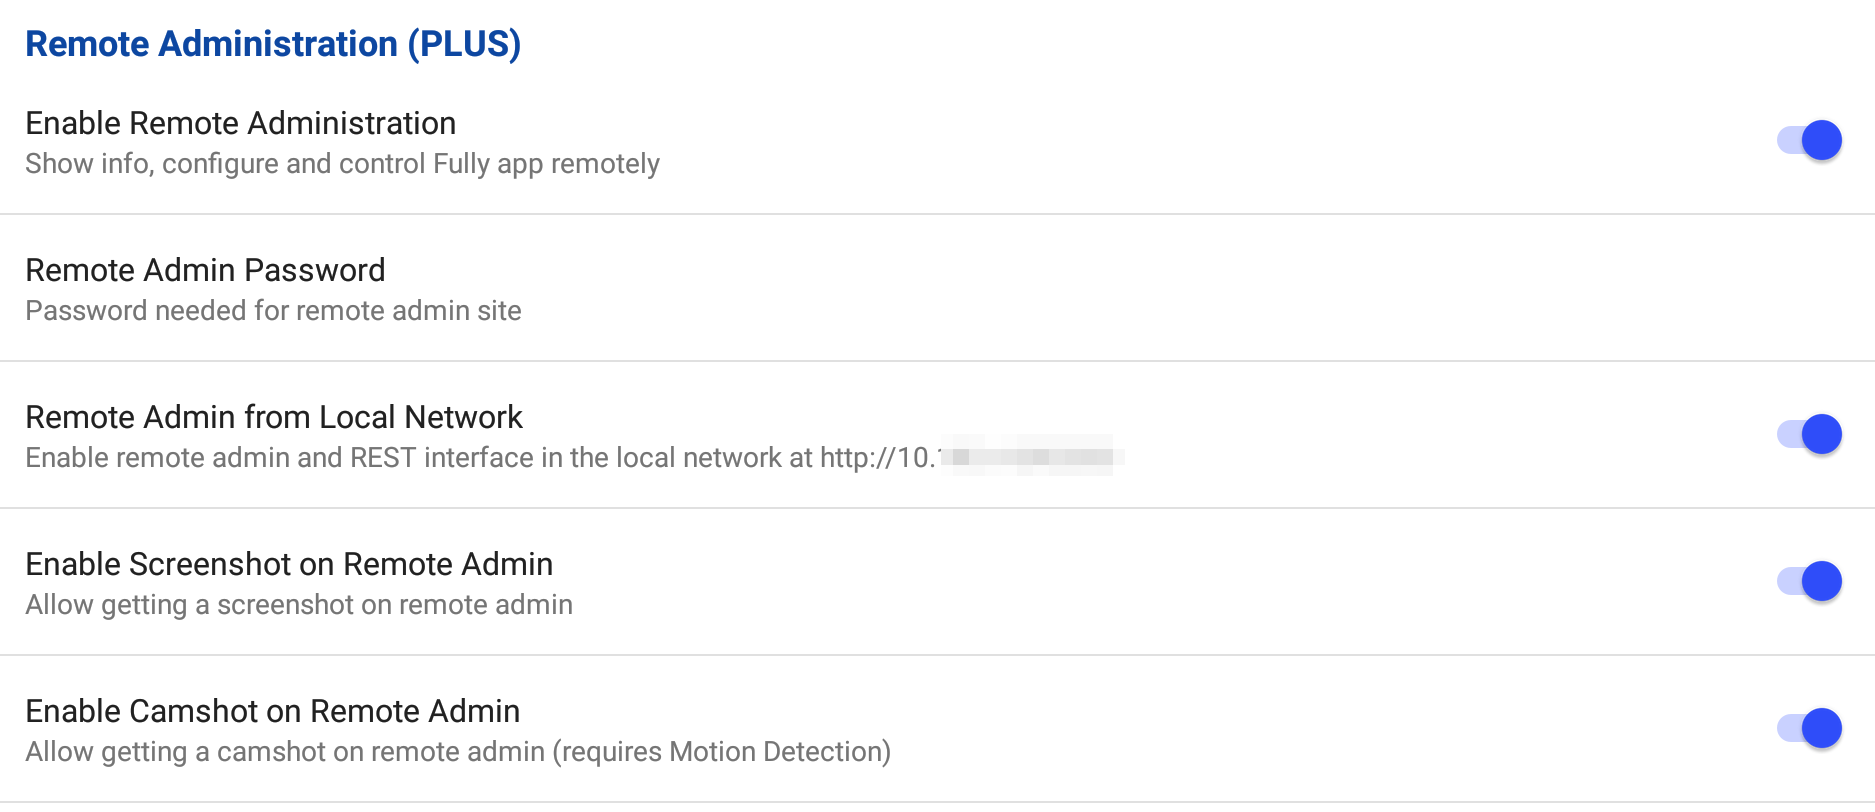 Remote Administration (PLUS)
Enable Remote Administration
Show info, configure and control Fully app remotely
Remote Admin Password
Password needed for remote admin site
Remote Admin from Local Network
Enable remote admin and REST interface in the local network at http://10.
Enable Screenshot on Remote Admin
Allow getting a screenshot on remote admin
Enable Camshot on Remote Admin
Allow getting a camshot on remote admin (requires Motion Detection)